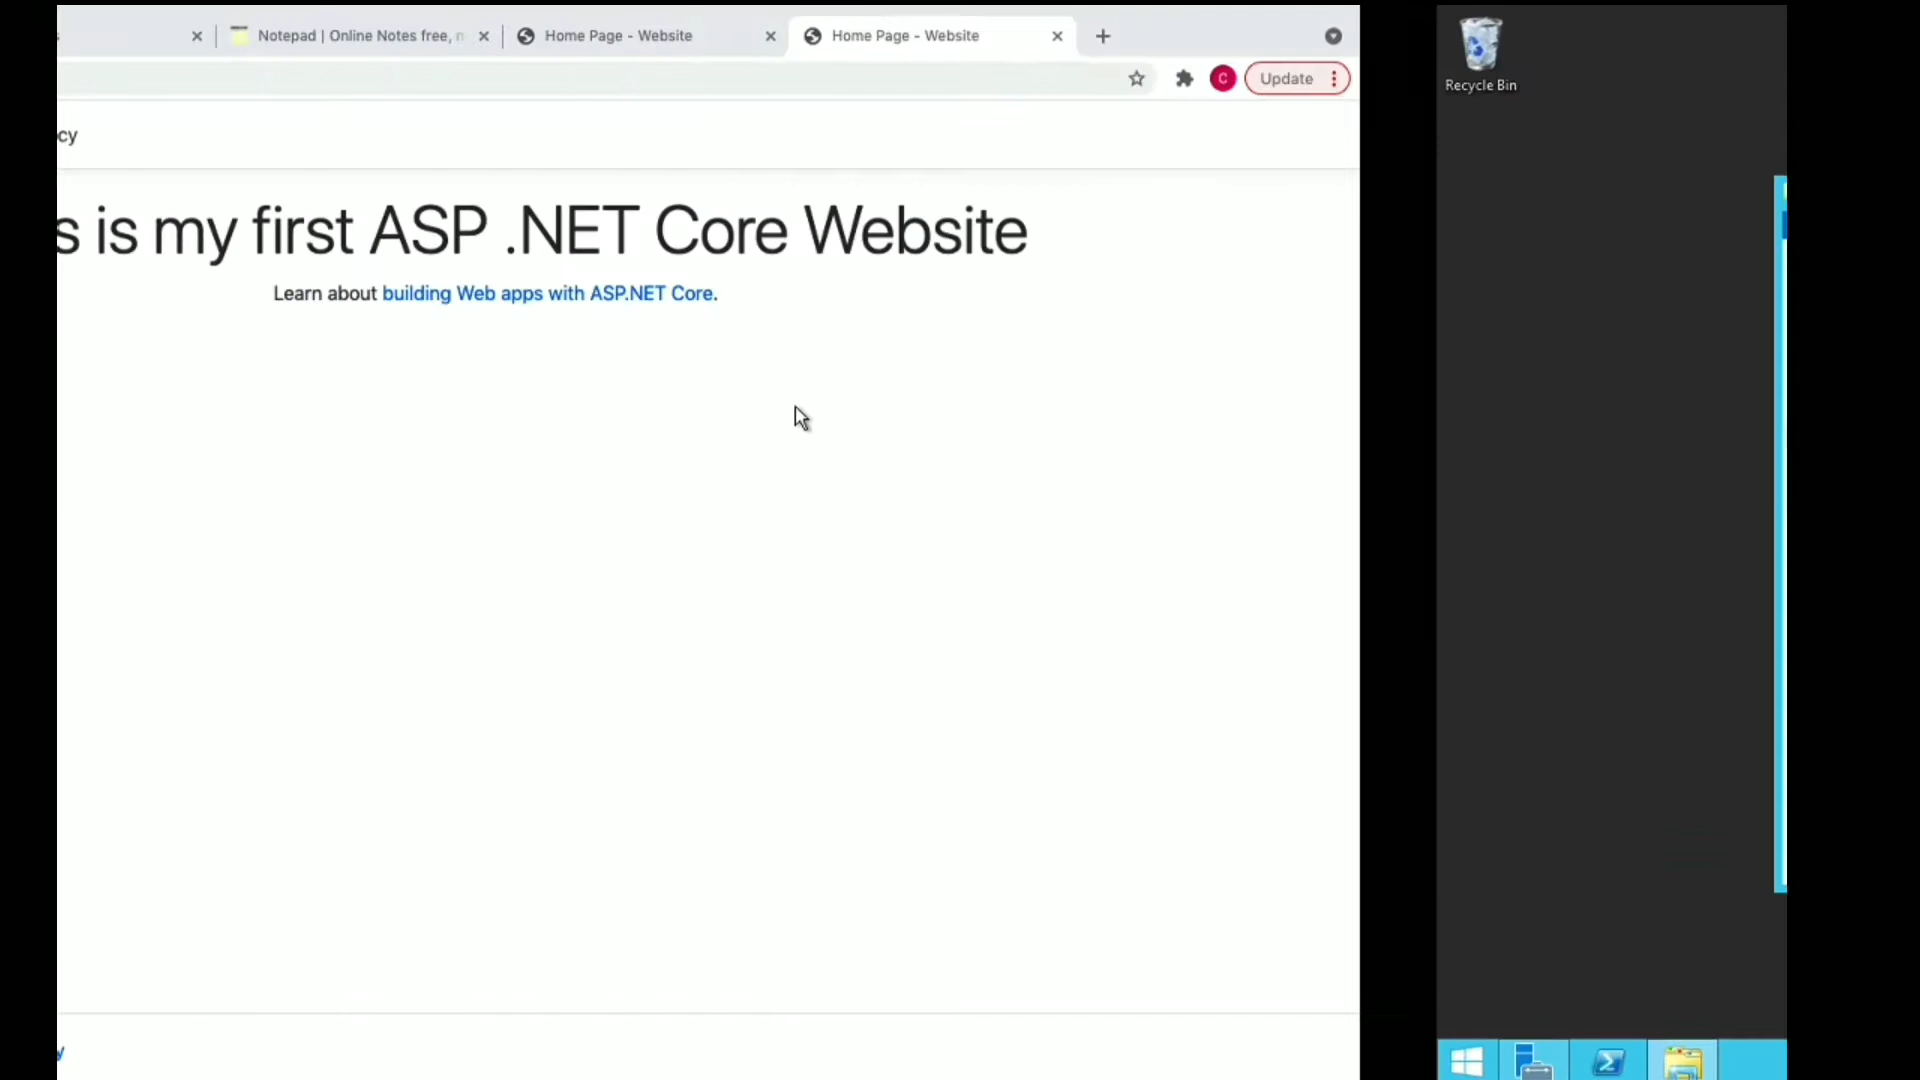 Notepad | Online Notes free,
Home Page - Website
Home Page - Website
C
Update
cy
s is my first ASP .NET Core Website
Learn about building Web apps with ASP.NET Core.
y
Recycle Bin